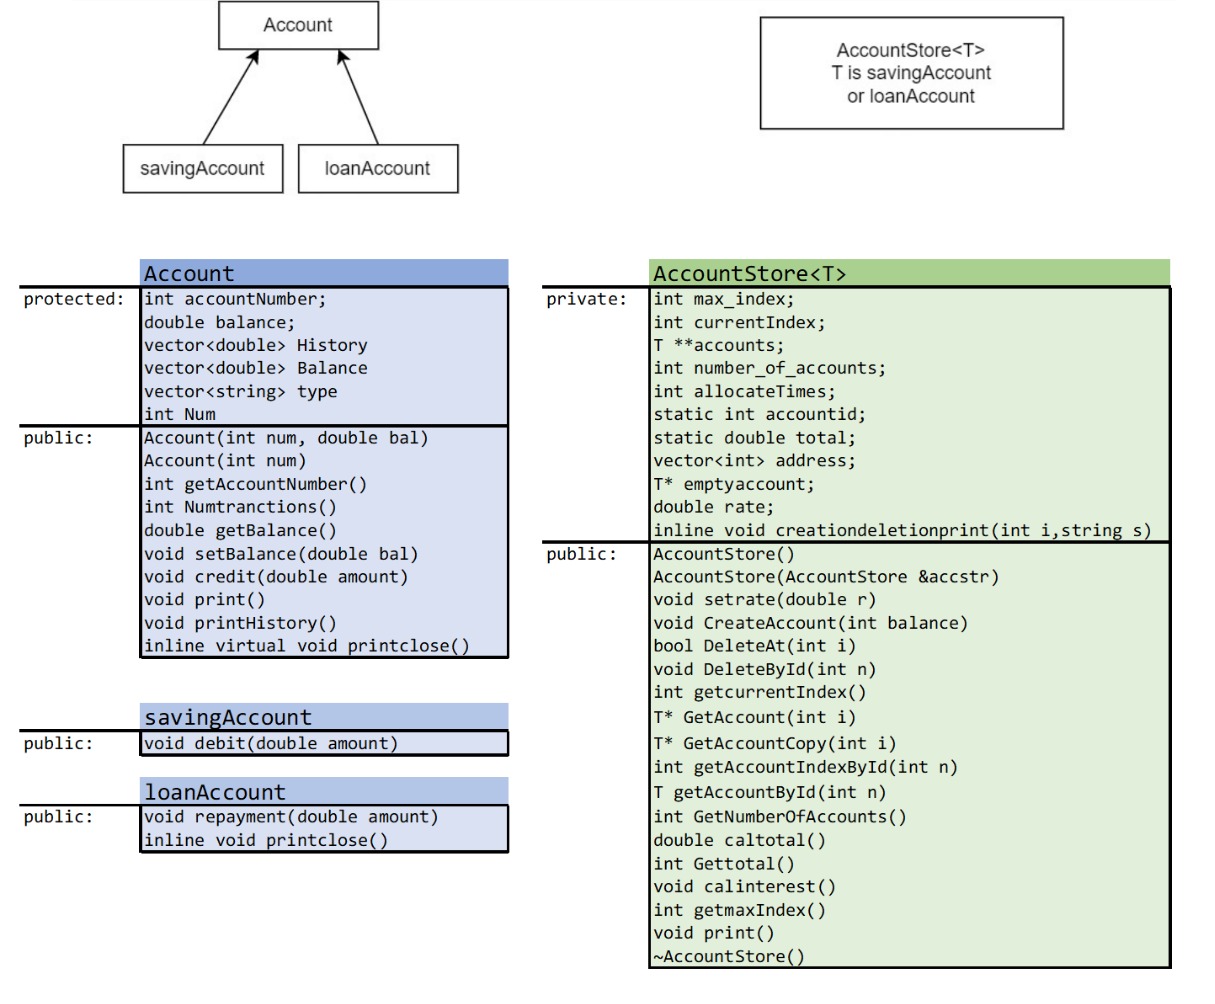 Account
AccountStore<T>
T is savingAccount
or loanAccount
savingAccount
loanAccount
Account
protected:
int accountNumber;
double balance;
vector<double> History
vector<double> Balance
vector<string> type
int Num
public:
Account(int num, double bal)
Account(int num)
int getAccountNumber()
int Numtranctions()
double getBalance()
void setBalance(double bal)
void credit(double amount)
void print()
void printHistory()
inline virtual void printclose()
savingAccount
public:
void debit(double amount)
loanAccount
public:
void repayment(double amount)
inline void printclose()
AccountStore<T>
private:
int max_index;
int currentIndex;
T **accounts;
int number_of_accounts;
int allocateTimes;
static int accountid;
static double total;
vector<int> address;
T* emptyaccount;
double rate;
inline void creationdeletionprint(int i,string s)
public:
AccountStore()
AccountStore(AccountStore &accstr)
void setrate(double r)
void CreateAccount(int balance)
bool DeleteAt(int i)
void DeleteById(int n)
int getcurrentIndex()
T* GetAccount(int i)
T* GetAccountCopy(int i)
int getAccountIndexById(int n)
T getAccountById(int n)
int GetNumberOfAccounts()
double caltotal()
int Gettotal()
void calinterest()
int getmaxIndex()
void print()
~AccountStore()